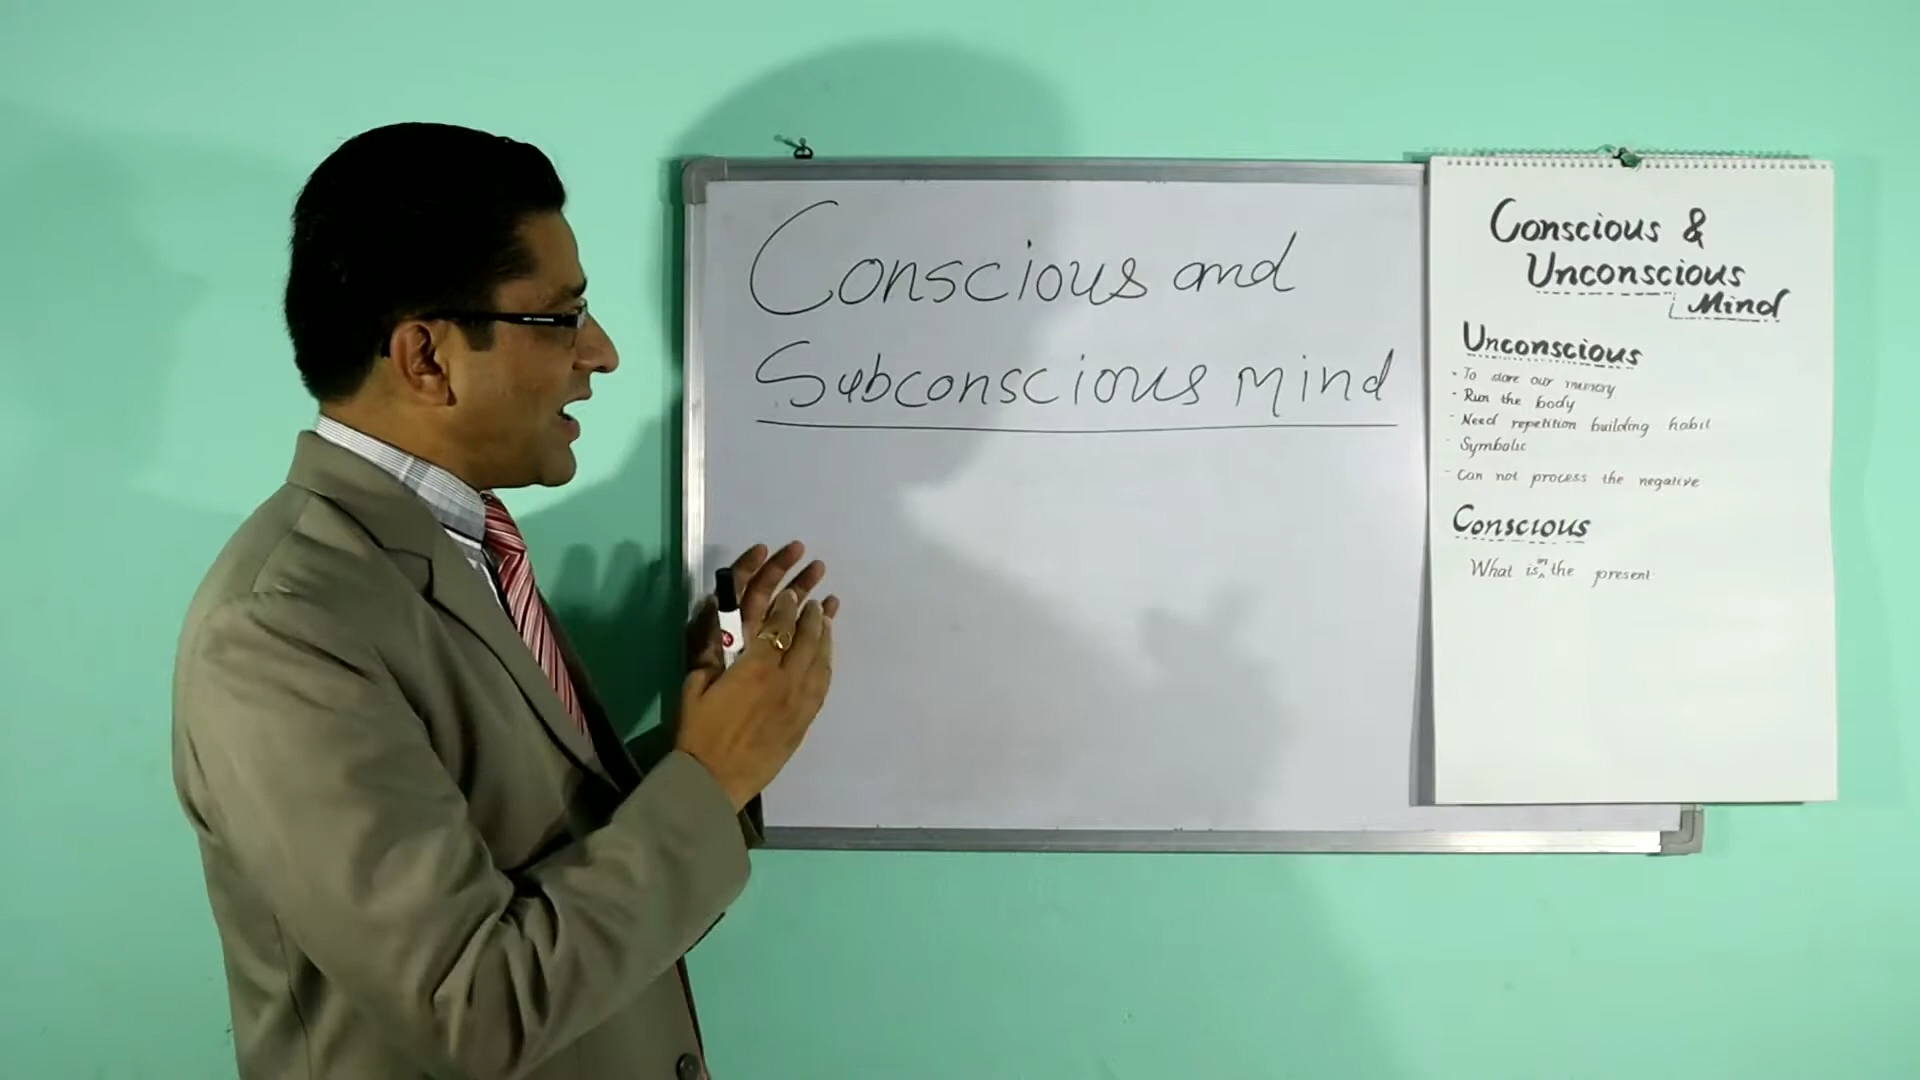 Conscious and
Subconscious mind
Conscious &
Unconscious
Mind
Unconscious
- To store our memory
- Run the body
- Need repetition building habit
- Symbolic
- Can not process the negative
Conscious
What is in the present